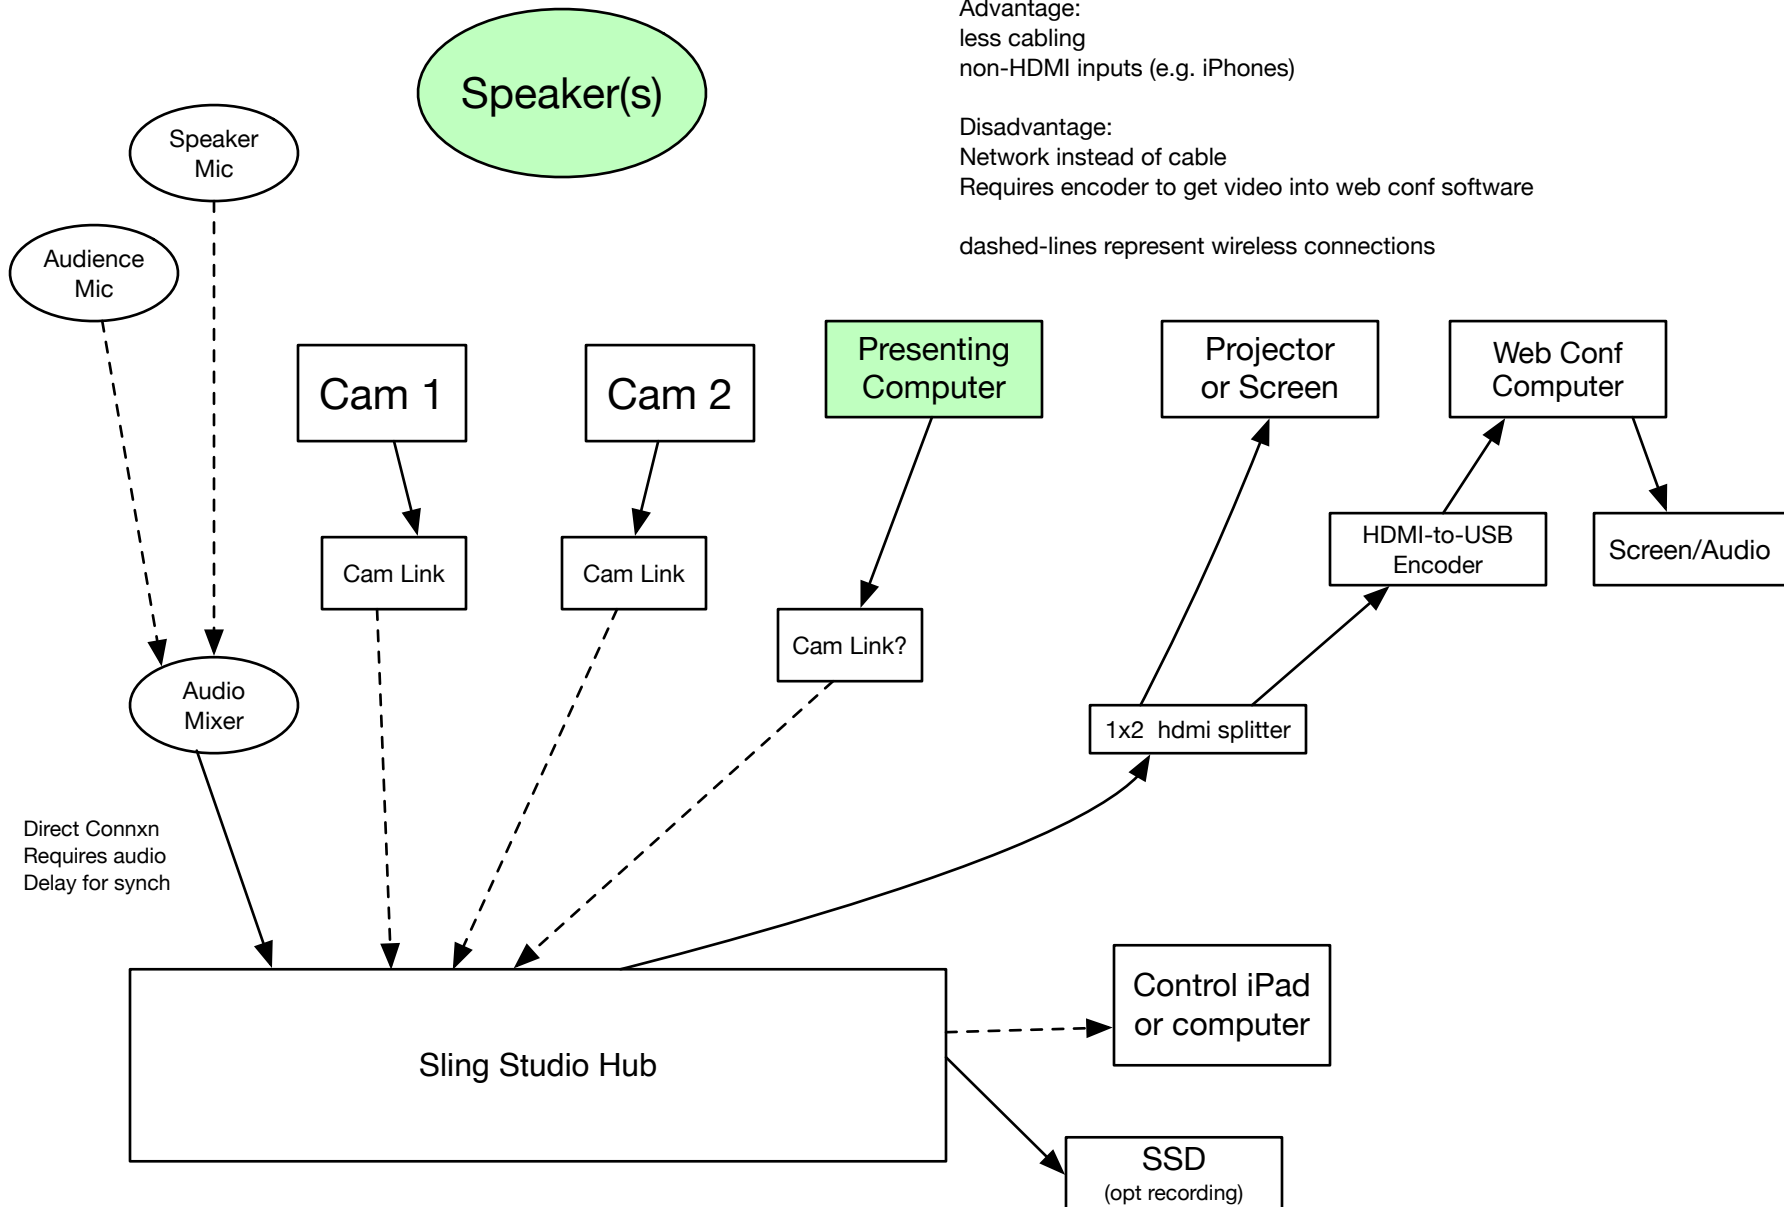 Advantage:
less cabling
non-HDMI inputs (e.g. iPhones)
Disadvantage:
Network instead of cable
Requires encoder to get video into web conf software
dashed-lines represent wireless connections
Speaker(s)
Speaker
Mic
Audience
Mic
Cam 1
Cam 2
Presenting
Computer
Projector
or Screen
Web Conf
Computer
Cam Link
Cam Link
Cam Link?
HDMI-to-USB
Encoder
Screen/Audio
Audio
Mixer
1x2 hdmi splitter
Direct Connxn
Requires audio
Delay for synch
Sling Studio Hub
Control iPad
or computer
SSD
(opt recording)